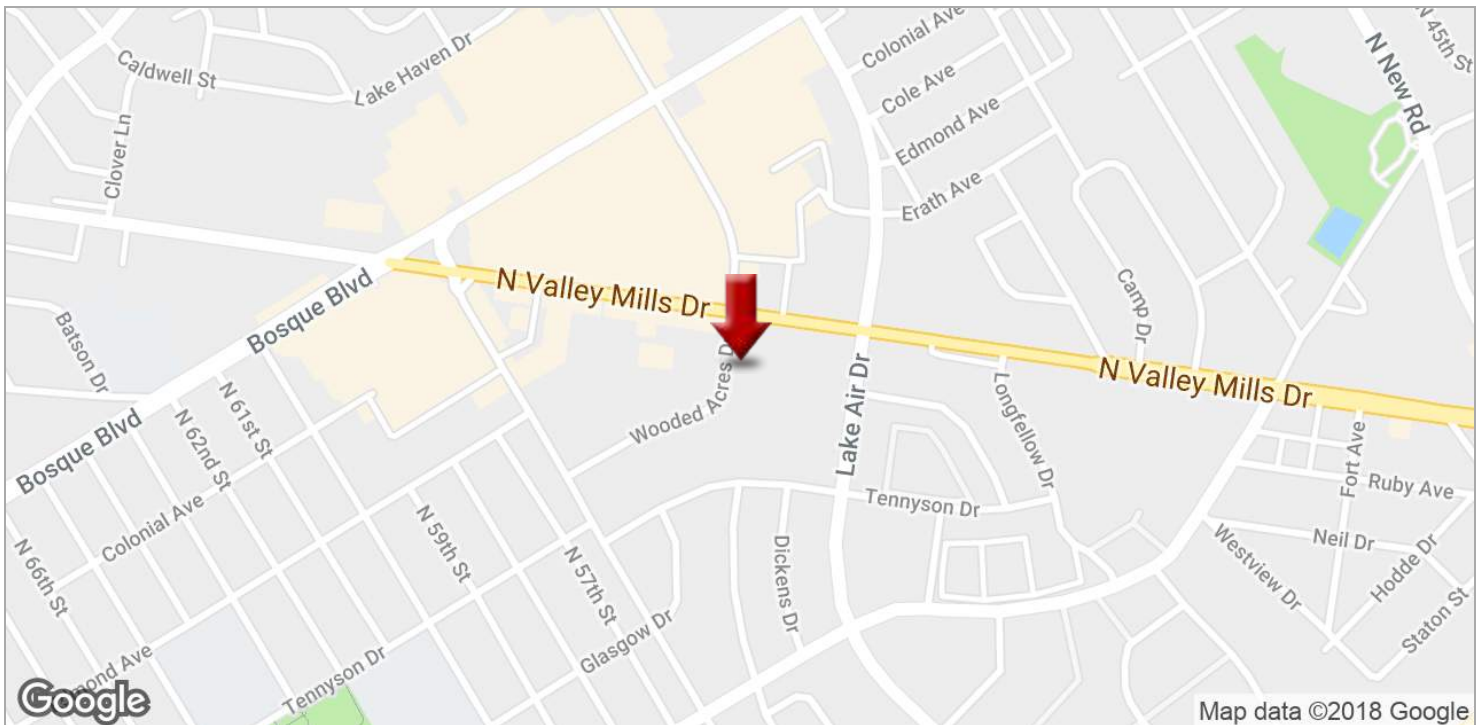 Caldwell St
Lake Haven Dr
Clover Ln
Colonial Ave
Cole Ave
Edmond Ave
Erath Ave
N New Rd
N 45th St
N Valley Mills Dr
Bosque Blvd
Batson Dr
Wooded Acres Dr
Lake Air Dr
Camp Dr
Longfellow Dr
N Valley Mills Dr
Fort Ave
Ruby Ave
Bosque Blvd
N 61st St
N 62nd St
Colonial Ave
N 66th St
N 59th St
N 57th St
Tennyson Dr
Dickens Dr
Glasgow Dr
Neil Dr
Westview Dr
Hodde Dr
Staton St
mond Ave
Tennyson Dr
Google
Map data ©2018 Google